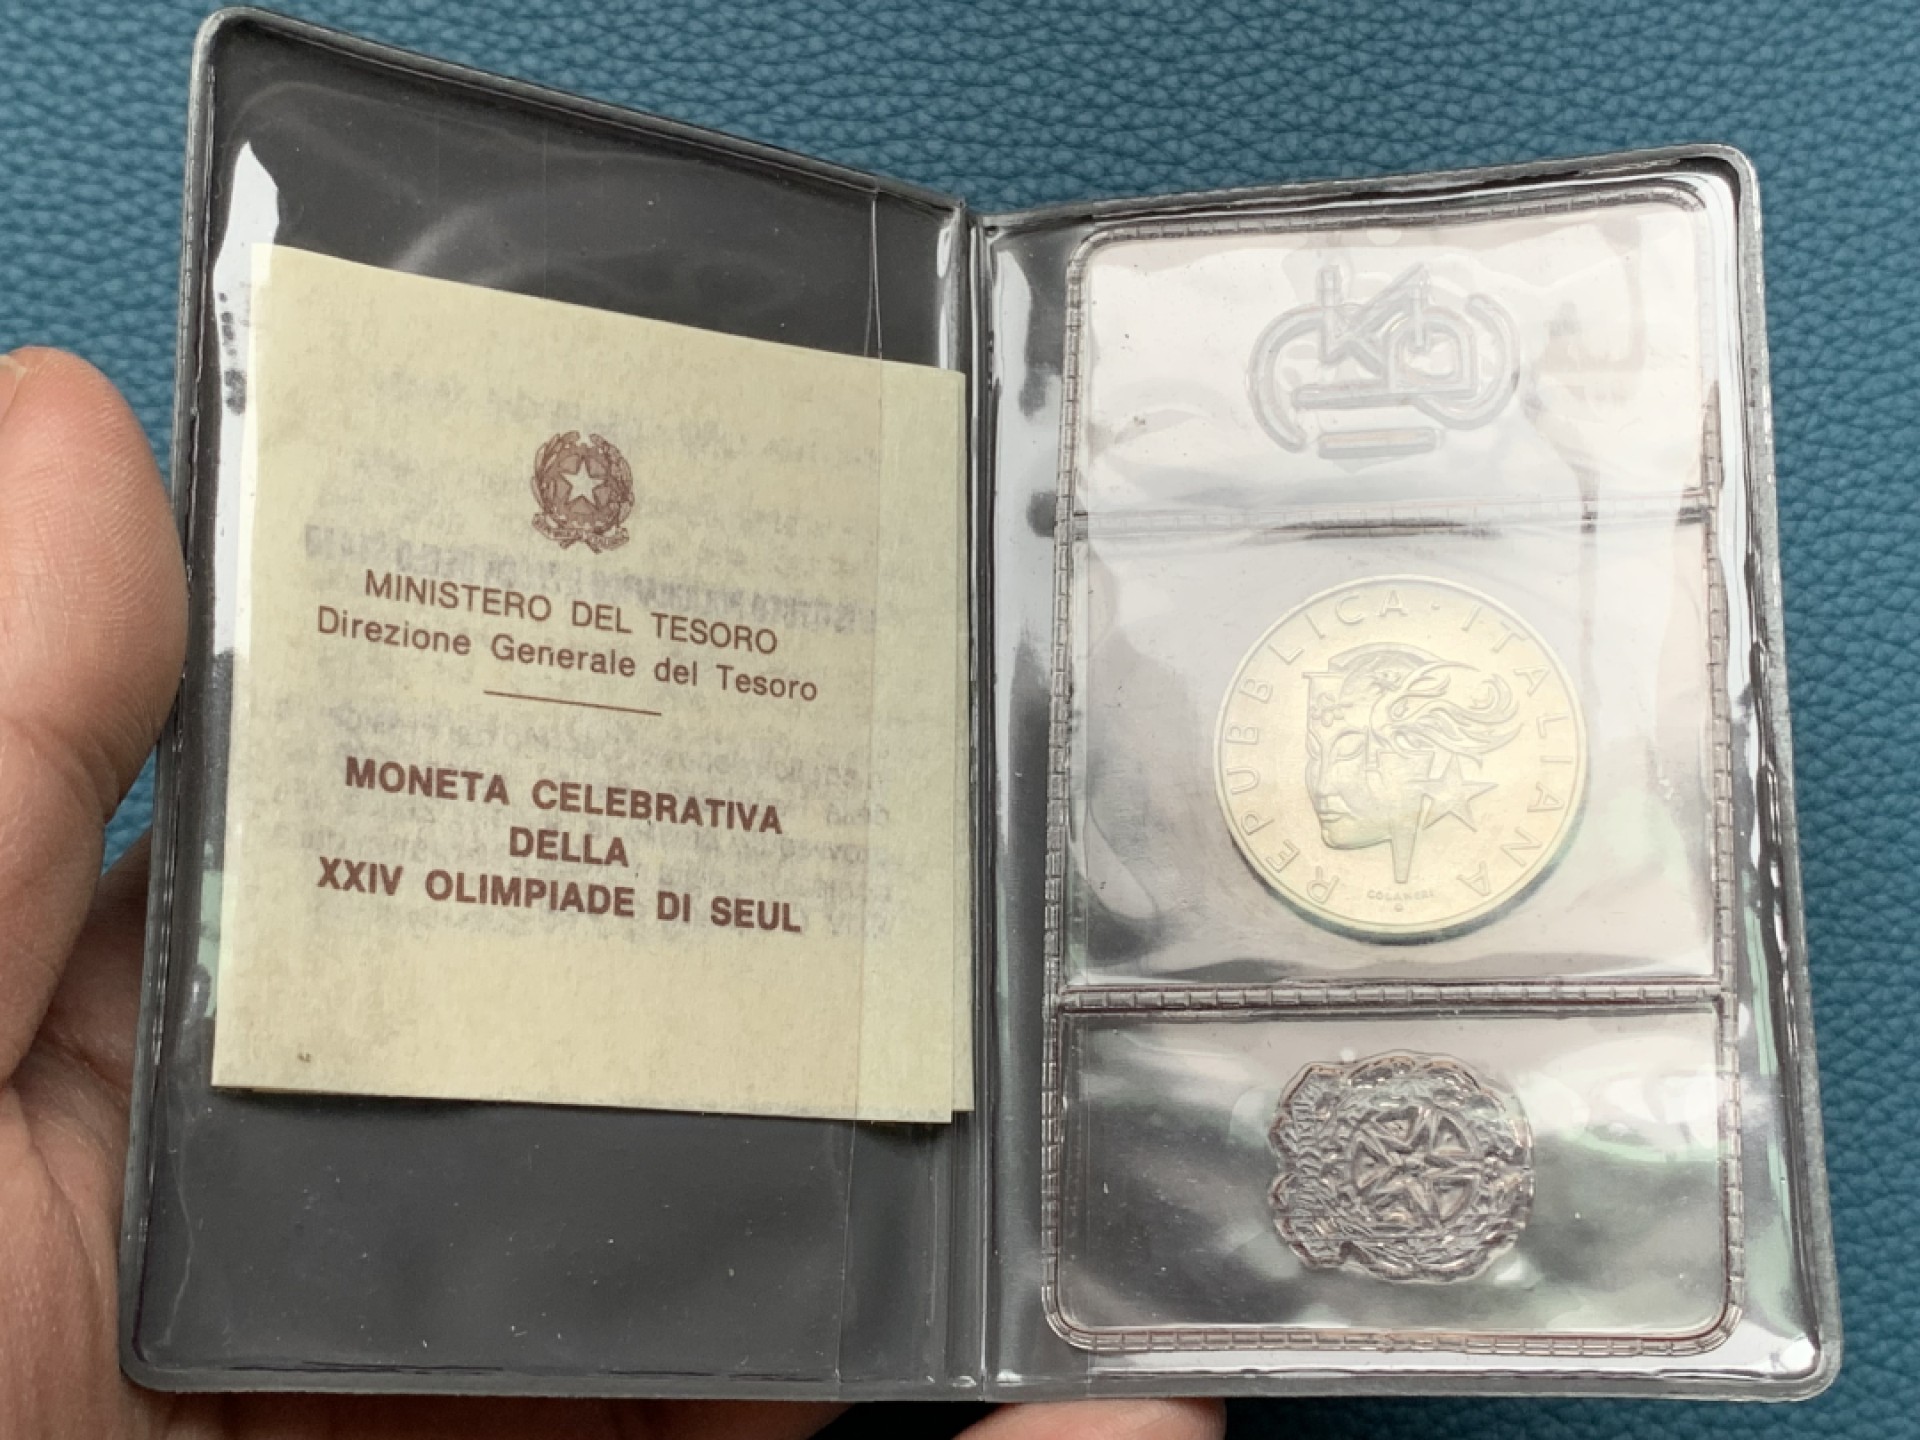 MINISTERO DEL TESORO
Direzione Generale del Tesoro
MONETA CELEBRATIVA
DELLA
XXIV OLIMPIADE DI SEUL
REPUBBLICA · ITALIANA